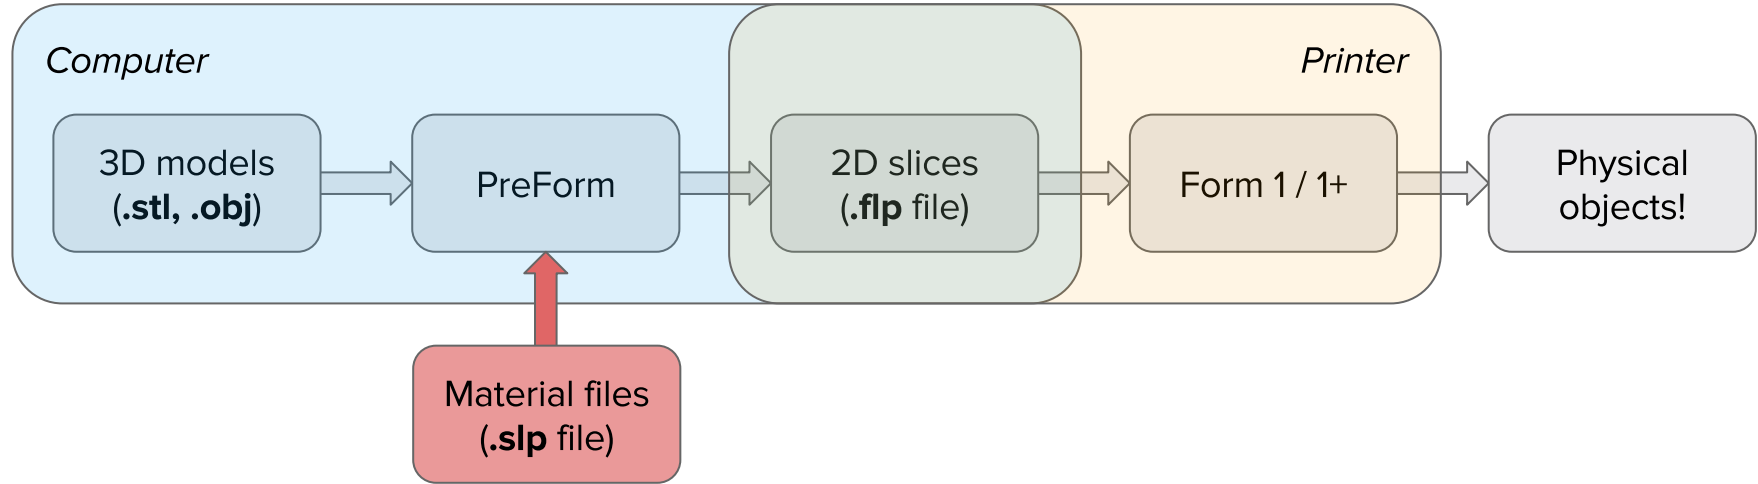 Computer
Printer
3D models
(.stl, .obj)
PreForm
2D slices
(.flp file)
Form 1 / 1+
Physical
objects!
Material files
(.slp file)